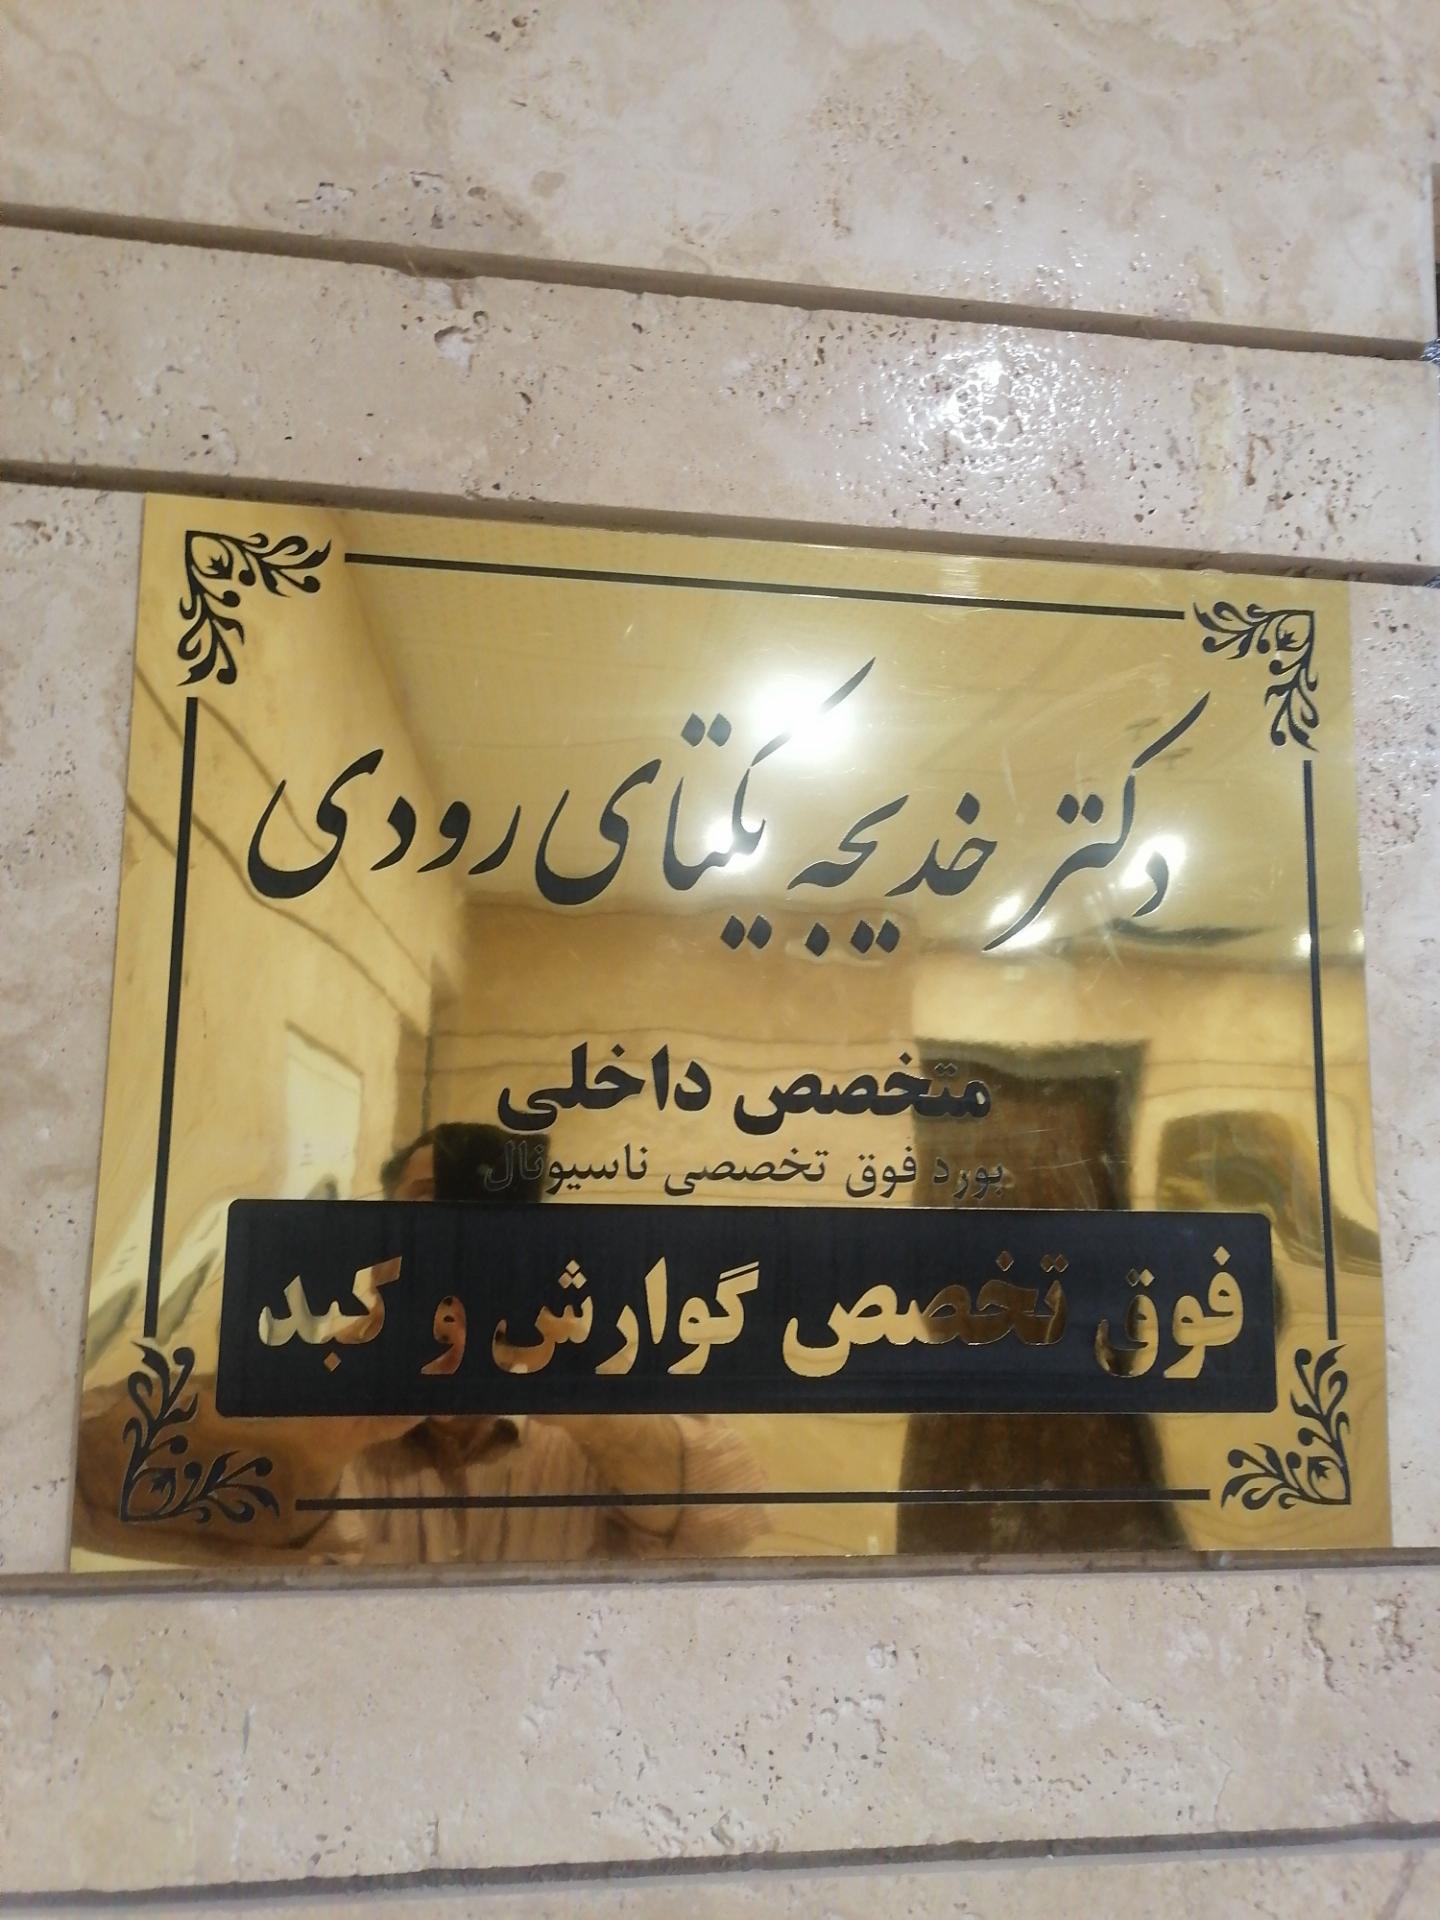 دکتر خدیجه یکتای رودی
متخصص داخلی
بورد فوق تخصصی ناسیونال
فوق تخصص گوارش و کبد